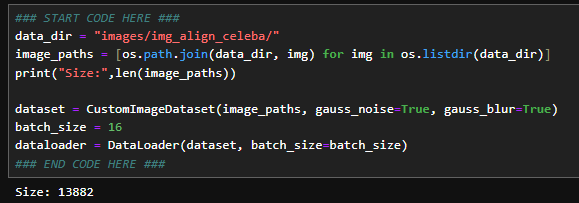 ### START CODE HERE ###
data_dir = "images/img_align_celeba/"
image_paths = [os.path.join(data_dir, img) for img in os.listdir(data_dir)]
print("Size:",len(image_paths))
dataset = CustomImageDataset(image_paths, gauss_noise=True, gauss_blur=True)
batch_size = 16
dataloader = DataLoader(dataset, batch_size=batch_size)
### END CODE HERE ###
Size: 13882